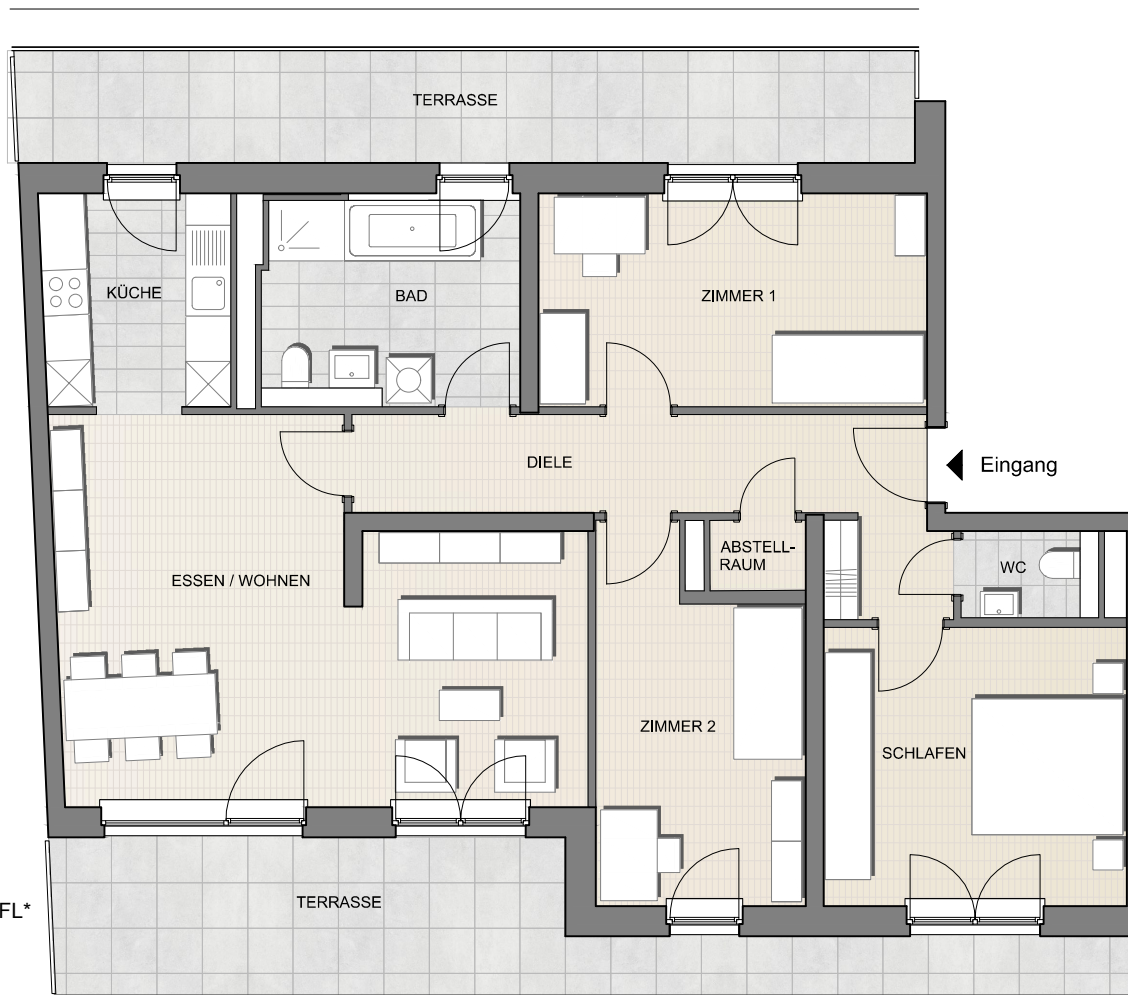 TERRASSE
KÜCHE
BAD
ZIMMER 1
DIELE
Eingang
ABSTELL-
RAUM
WC
ESSEN / WOHNEN
ZIMMER 2
SCHLAFEN
TERRASSE
FL*